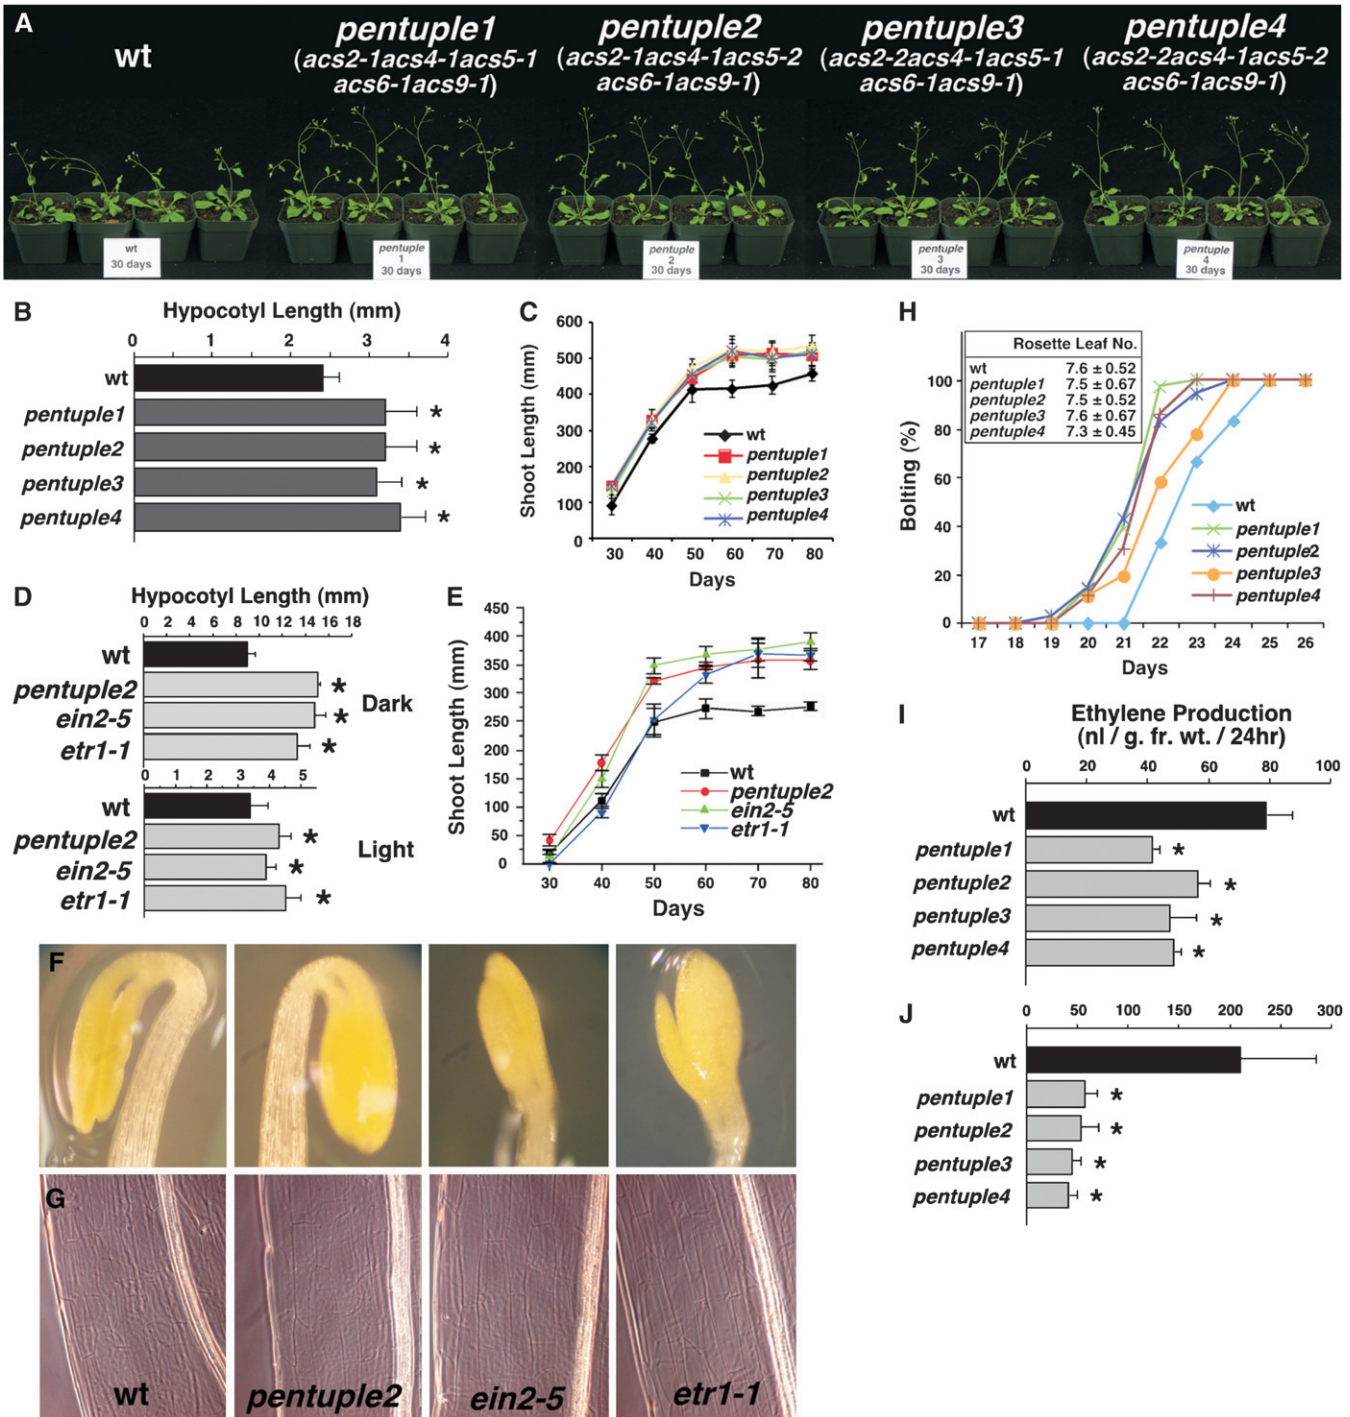 A
wt
pentuple1
(acs2-1acs4-1acs5-1
acs6-1acs9-1)
pentuple2
(acs2-1acs4-1acs5-2
acs6-1acs9-1)
pentuple3
(acs2-2acs4-1acs5-1
acs6-1acs9-1)
pentuple4
(acs2-2acs4-1acs5-2
acs6-1acs9-1)
wt
30 days
pentuple
1
30 days
pentuple
2
30 days
pentuple
3
30 days
pentuple
4
30 days
B
Hypocotyl Length (mm)
0 1 2 3 4
wt
pentuple1 *
pentuple2 *
pentuple3 *
pentuple4 *
C
Shoot Length (mm)
600
500
400
300
200
100
0
30 40 50 60 70 80
Days
wt
pentuple1
pentuple2
pentuple3
pentuple4
D
Hypocotyl Length (mm)
0 2 4 6 8 10 12 14 16 18
wt
pentuple2 *
ein2-5 *
etr1-1 *
Dark
0 1 2 3 4 5
wt
pentuple2 *
ein2-5 *
etr1-1 *
Light
E
Shoot Length (mm)
450
400
350
300
250
200
150
100
50
0
30 40 50 60 70 80
Days
wt
pentuple2
ein2-5
etr1-1
F
G
wt
pentuple2
ein2-5
etr1-1
H
Rosette Leaf No.
wt 7.6 ± 0.52
pentuple1 7.5 ± 0.67
pentuple2 7.5 ± 0.52
pentuple3 7.6 ± 0.67
pentuple4 7.3 ± 0.45
Bolting (%)
100
80
60
40
20
0
17 18 19 20 21 22 23 24 25 26
Days
wt
pentuple1
pentuple2
pentuple3
pentuple4
I
Ethylene Production
(nl / g. fr. wt. / 24hr)
0 20 40 60 80 100
wt
pentuple1 *
pentuple2 *
pentuple3 *
pentuple4 *
J
0 50 100 150 200 250 300
wt
pentuple1 *
pentuple2 *
pentuple3 *
pentuple4 *